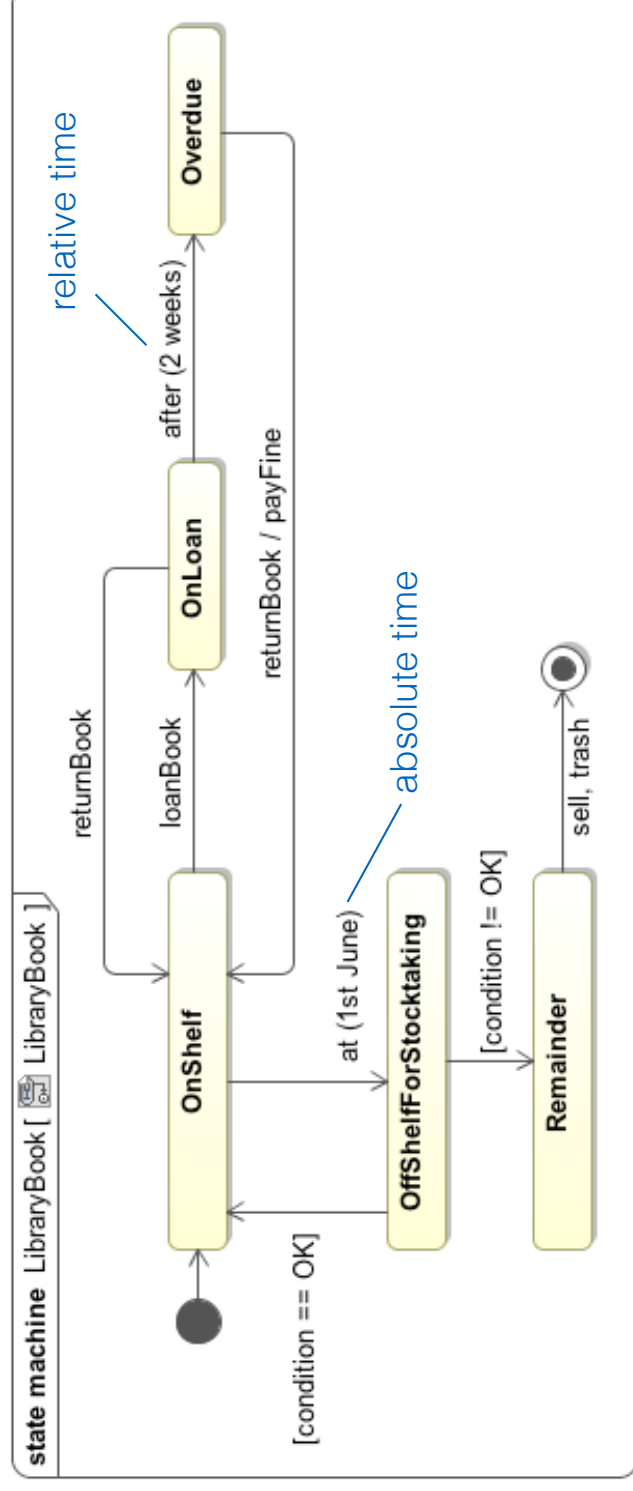 state machine LibraryBook [ LibraryBook ]
returnBook
relative time
loanBook
after (2 weeks)
OnShelf
OnLoan
Overdue
returnBook / payFine
[condition == OK]
at (1st June)
absolute time
OffShelfForStocktaking
[condition != OK]
Remainder
sell, trash